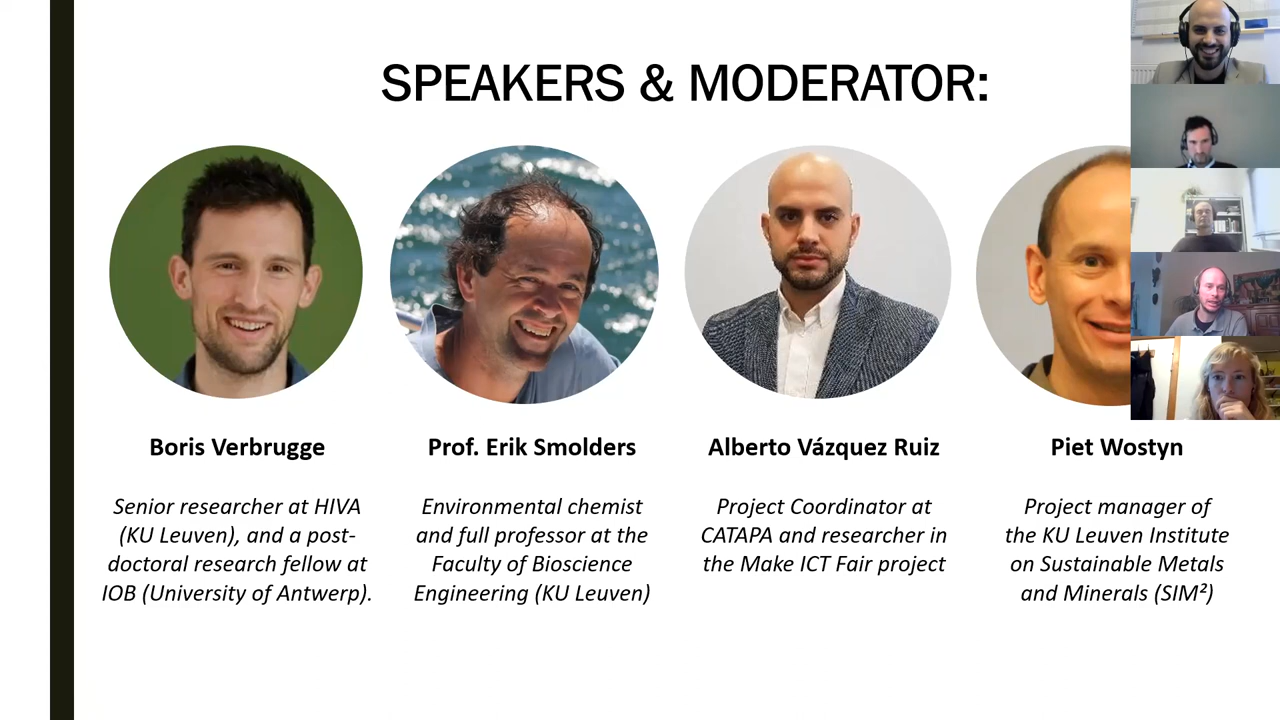 SPEAKERS & MODERATOR:
Boris Verbrugge
Senior researcher at HIVA
(KU Leuven), and a post-
doctoral research fellow at
IOB (University of Antwerp).
Prof. Erik Smolders
Environmental chemist
and full professor at the
Faculty of Bioscience
Engineering (KU Leuven)
Alberto Vázquez Ruiz
Project Coordinator at
CATAPA and researcher in
the Make ICT Fair project
Piet Wostyn
Project manager of
the KU Leuven Institute
on Sustainable Metals
and Minerals (SIM²)